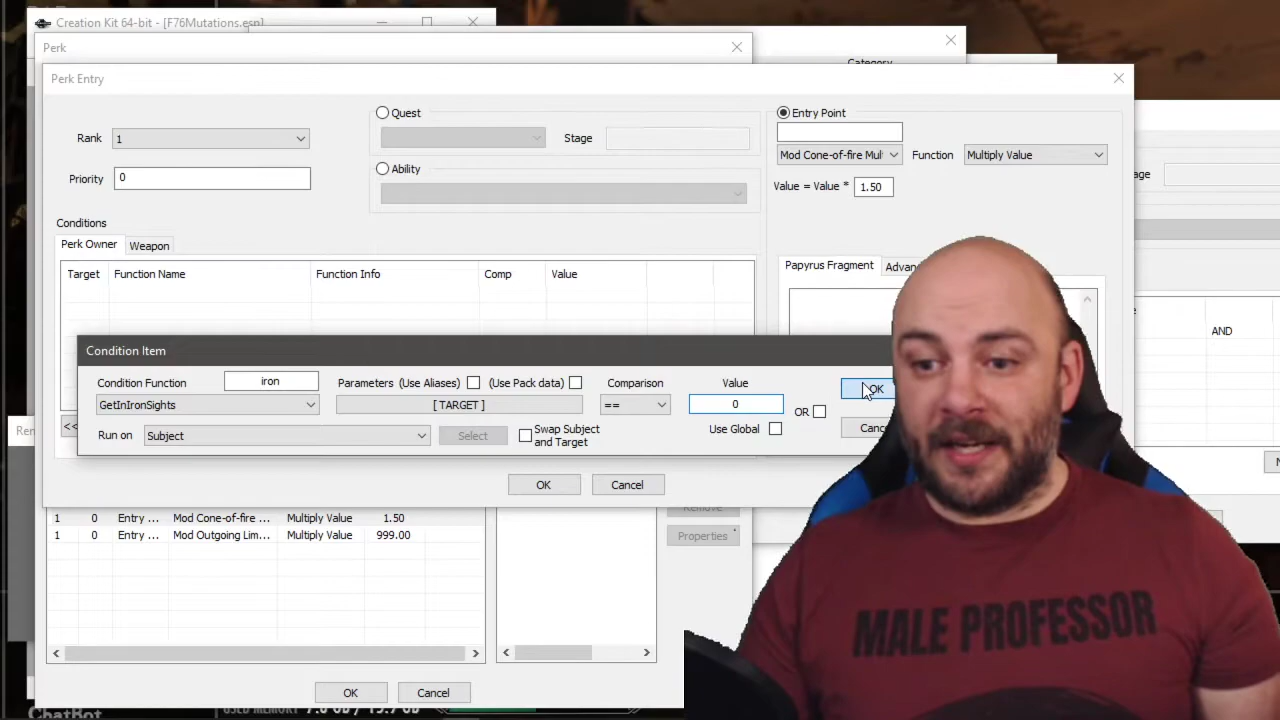 Creation Kit 64-bit - [F76Mutations.esp]
Perk
Category
Perk Entry
Rank 1
Priority 0
Quest
Stage
Ability
Entry Point
Mod Cone-of-fire Mul
Function Multiply Value
Value = Value * 1.50
Conditions
Perk Owner Weapon
Target Function Name Function Info Comp Value
Papyrus Fragment
AND
Condition Item
Condition Function iron Parameters (Use Aliases) (Use Pack data) Comparison Value OK
GetInIronSights [ TARGET ] == 0 OR
Run on Subject Select Swap Subject and Target Use Global
<<
OK Cancel
1 0 Entry ... Mod Cone-of-fire ... Multiply Value 1.50
1 0 Entry ... Mod Outgoing Lim... Multiply Value 999.00
Remove
Properties
OK Cancel
ChatBot
USED MEMORY
MALE PROFESSOR